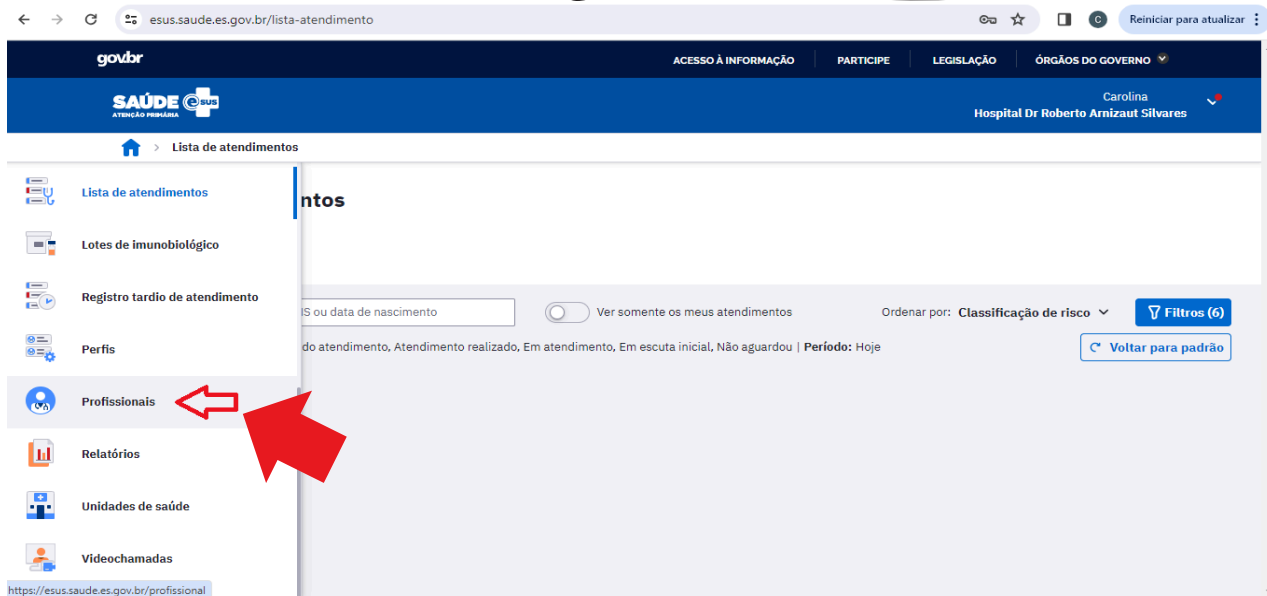 esus.saude.es.gov.br/lista-atendimento
C
Reiniciar para atualizar
gov.br
ACESSO À INFORMAÇÃO PARTICIPE LEGISLAÇÃO ÓRGÃOS DO GOVERNO
SAÚDE e sus
ATENÇÃO PRIMÁRIA
Carolina
Hospital Dr Roberto Arnizaut Silvares
> Lista de atendimentos
Lista de atendimentos
ntos
Lotes de imunobiológico
Registro tardio de atendimento
IS ou data de nascimento
Ver somente os meus atendimentos
Ordenar por: Classificação de risco
Filtros (6)
Perfis
do atendimento, Atendimento realizado, Em atendimento, Em escuta inicial, Não aguardou | Período: Hoje
Voltar para padrão
Profissionais
Relatórios
Unidades de saúde
Videochamadas
https://esus.saude.es.gov.br/profissional